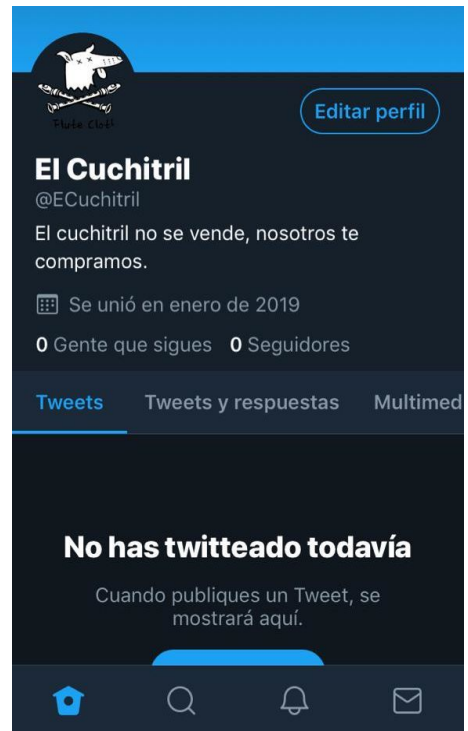 Editar perfil
El Cuchitril
@ECuchitril
El cuchitril no se vende, nosotros te
compramos.
Se unió en enero de 2019
0 Gente que sigues 0 Seguidores
Tweets Tweets y respuestas Multimed
No has twitteado todavía
Cuando publiques un Tweet, se
mostrará aquí.